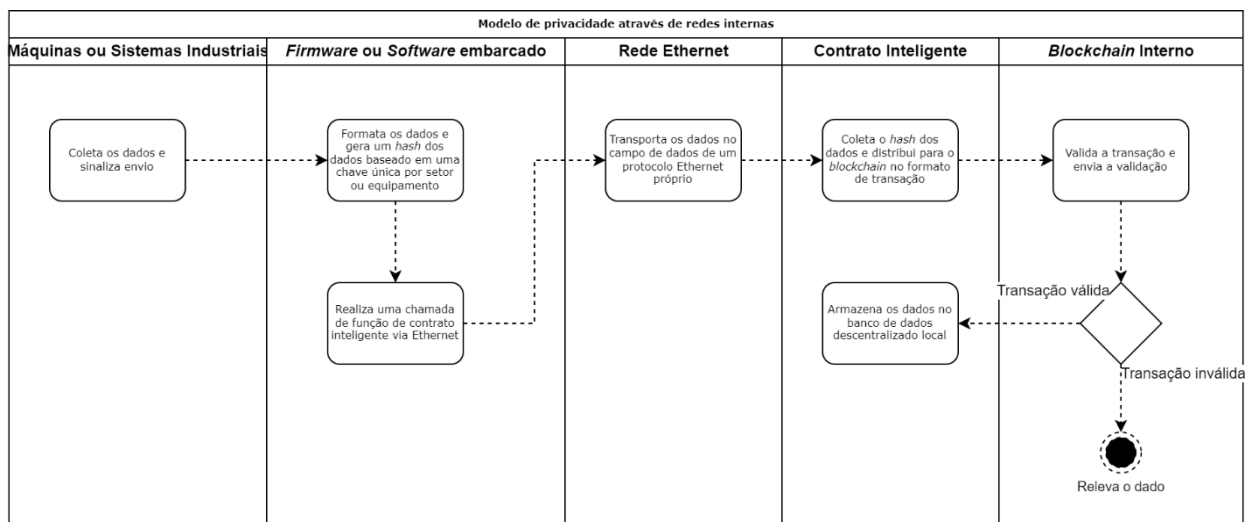 Modelo de privacidade através de redes internas
Máquinas ou Sistemas Industriais
Firmware ou Software embarcado
Rede Ethernet
Contrato Inteligente
Blockchain Interno
Coleta os dados e
sinaliza envio
Formata os dados e
gera um hash dos
dados baseado em uma
chave única por setor
ou equipamento
Transporta os dados no
campo de dados de um
protocolo Ethernet
próprio
Coleta o hash dos
dados e distribui para o
blockchain no formato
de transação
Valida a transação e
envia a validação
Realiza uma chamada
de função de contrato
inteligente via Ethernet
Armazena os dados no
banco de dados
descentralizado local
Transação válida
Transação inválida
Releva o dado